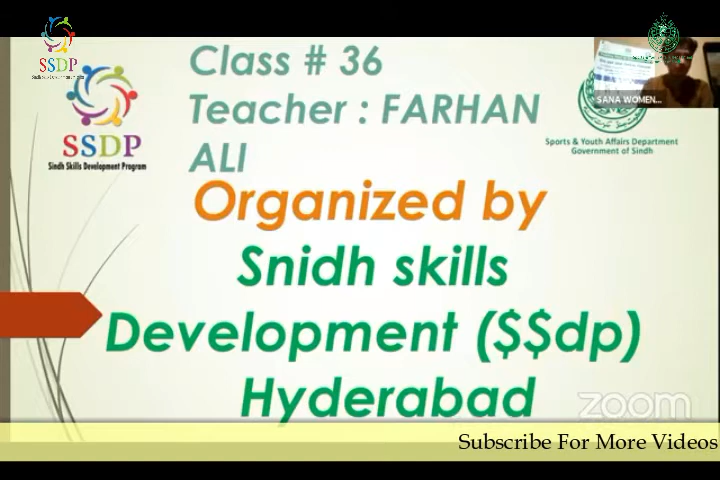 SSDP
Class # 36
Teacher : FARHAN
ALI
SSDP
Sindh Skills Development Program
SANA WOMEN...
Sports & Youth Affairs Department
Government of Sindh
Organized by
Snidh skills
Development ($$dp)
Hyderabad
zoom
Subscribe For More Videos